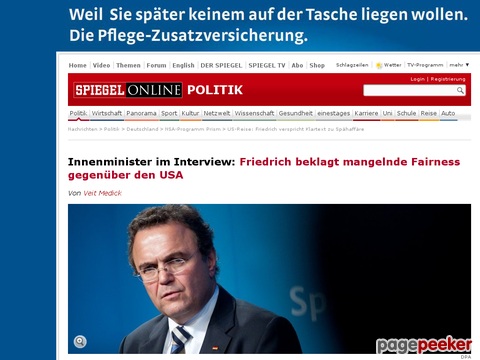 Weil Sie später keinem auf der Tasche liegen wollen.
Die Pflege-Zusatzversicherung.
Home Video Themen Forum English DER SPIEGEL SPIEGEL TV Abo Shop Schlagzeilen Wetter TV-Programm mehr
Login | Registrierung
SPIEGEL ONLINE POLITIK
Politik Wirtschaft Panorama Sport Kultur Netzwelt Wissenschaft Gesundheit einestages Karriere Uni Schule Reise Auto
Nachrichten > Politik > Deutschland > NSA-Programm Prism > US-Reise: Friedrich verspricht Klartext zu Spähaffäre
Innenminister im Interview: Friedrich beklagt mangelnde Fairness
gegenüber den USA
Von Veit Medick
Spie
pagepeeker
DPA